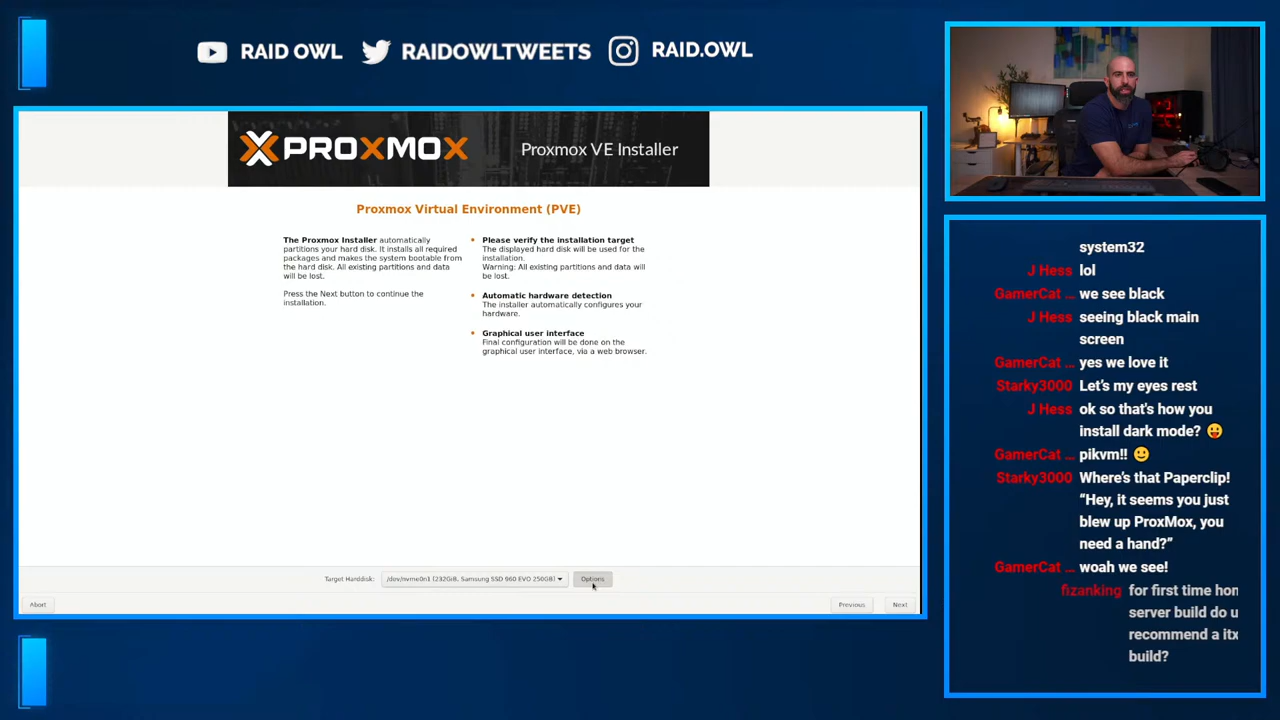 RAID OWL
RAIDOWLTWEETS
RAID.OWL
PROXMOX
Proxmox VE Installer
Proxmox Virtual Environment (PVE)
The Proxmox Installer automatically
partitions your hard disk. It installs all required
packages and makes the system bootable from
the hard disk. All existing partitions and data
will be lost.
Press the Next button to continue the
installation.
Please verify the installation target
The displayed hard disk will be used for the
installation.
Warning: All existing partitions and data will
be lost.
Automatic hardware detection
The installer automatically configures your
hardware.
Graphical user interface
Final configuration will be done on the
graphical user interface, via a web browser.
Target Harddisk: /dev/nvme0n1 (232GiB, Samsung SSD 960 EVO 250GB) Options
Abort
Previous
Next
system32
J Hess lol
GamerCat … we see black
J Hess seeing black main
screen
GamerCat … yes we love it
Starky3000 Let's my eyes rest
J Hess ok so that's how you
install dark mode? 😛
GamerCat … pikvm!! 🙂
Starky3000 Where's that Paperclip!
“Hey, it seems you just
blew up ProxMox, you
need a hand?”
GamerCat … woah we see!
fizanking for first time hon
server build do u
recommend a itx
build?